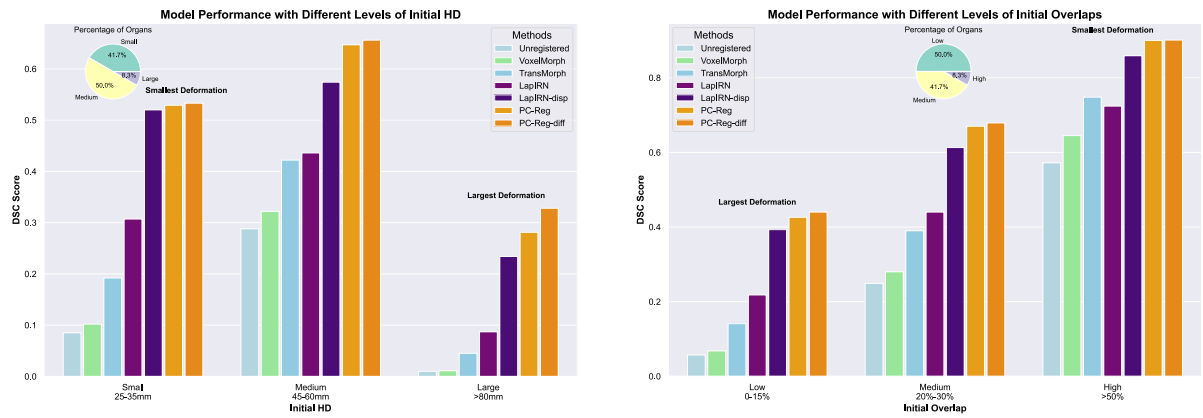 Model Performance with Different Levels of Initial HD
Percentage of Organs
Small
41.7%
8.3%
Large
50.0%
Medium
Smallest Deformation
Methods
Unregistered
VoxelMorph
TransMorph
LapIRN
LapIRN-disp
PC-Reg
PC-Reg-diff
Largest Deformation
DSC Score
0.6
0.5
0.4
0.3
0.2
0.1
0.0
Smal
25-35mm
Medium
45-60mm
Large
>80mm
Initial HD
Model Performance with Different Levels of Initial Overlaps
Methods
Unregistered
VoxelMorph
TransMorph
LapIRN
LapIRN-disp
PC-Reg
PC-Reg-diff
Percentage of Organs
Low
50.0%
8.3%
High
41.7%
Medium
Smallest Deformation
Largest Deformation
DSC Score
0.8
0.6
0.4
0.2
0.0
Low
0-15%
Medium
20%-30%
High
>50%
Initial Overlap